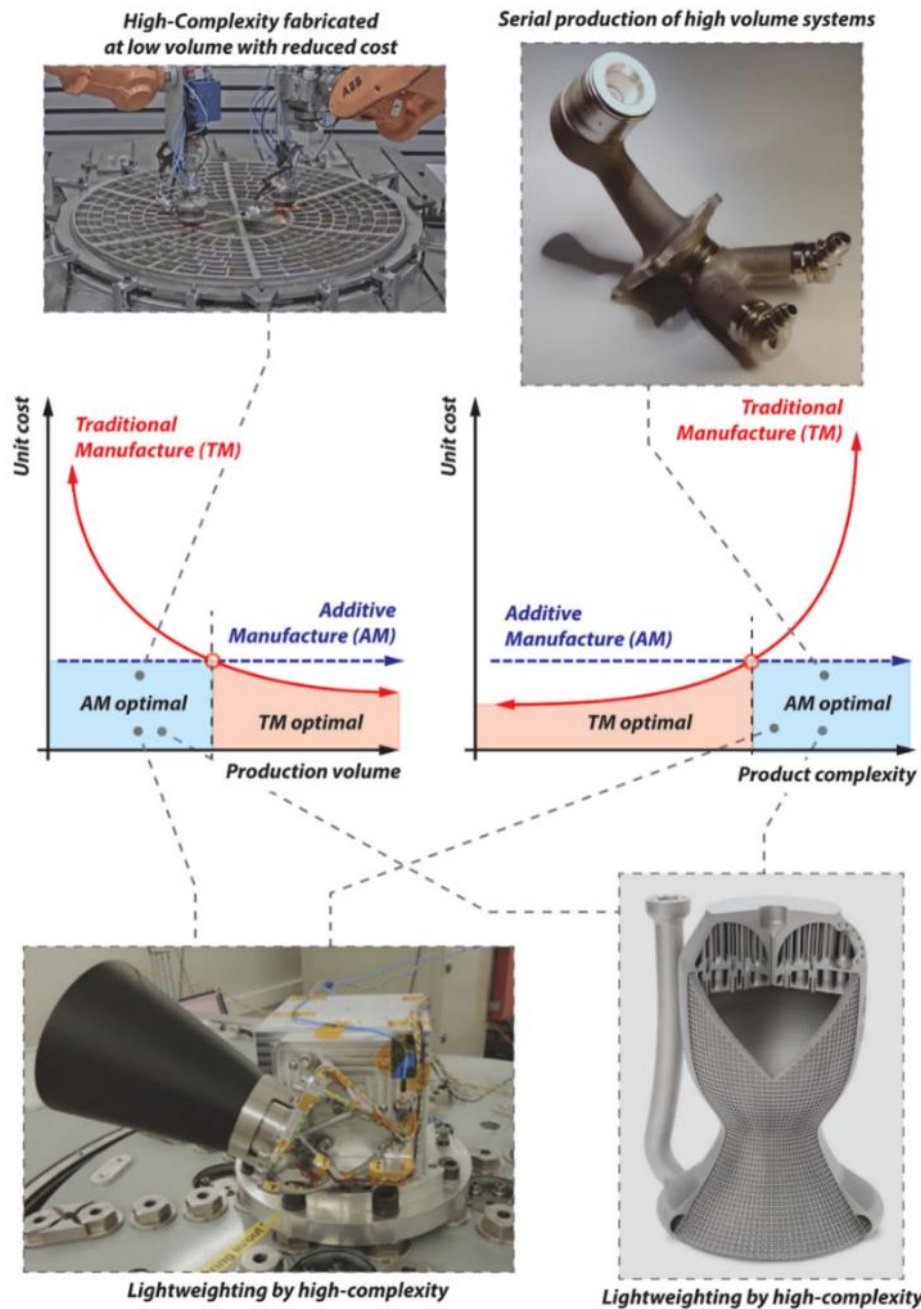 High-Complexity fabricated
at low volume with reduced cost
Serial production of high volume systems
ABB
Unit cost
Traditional
Manufacture (TM)
Additive
Manufacture (AM)
AM optimal
TM optimal
Production volume
Unit cost
Traditional
Manufacture (TM)
Additive
Manufacture (AM)
TM optimal
AM optimal
Product complexity
Lightweighting by high-complexity
Lightweighting by high-complexity